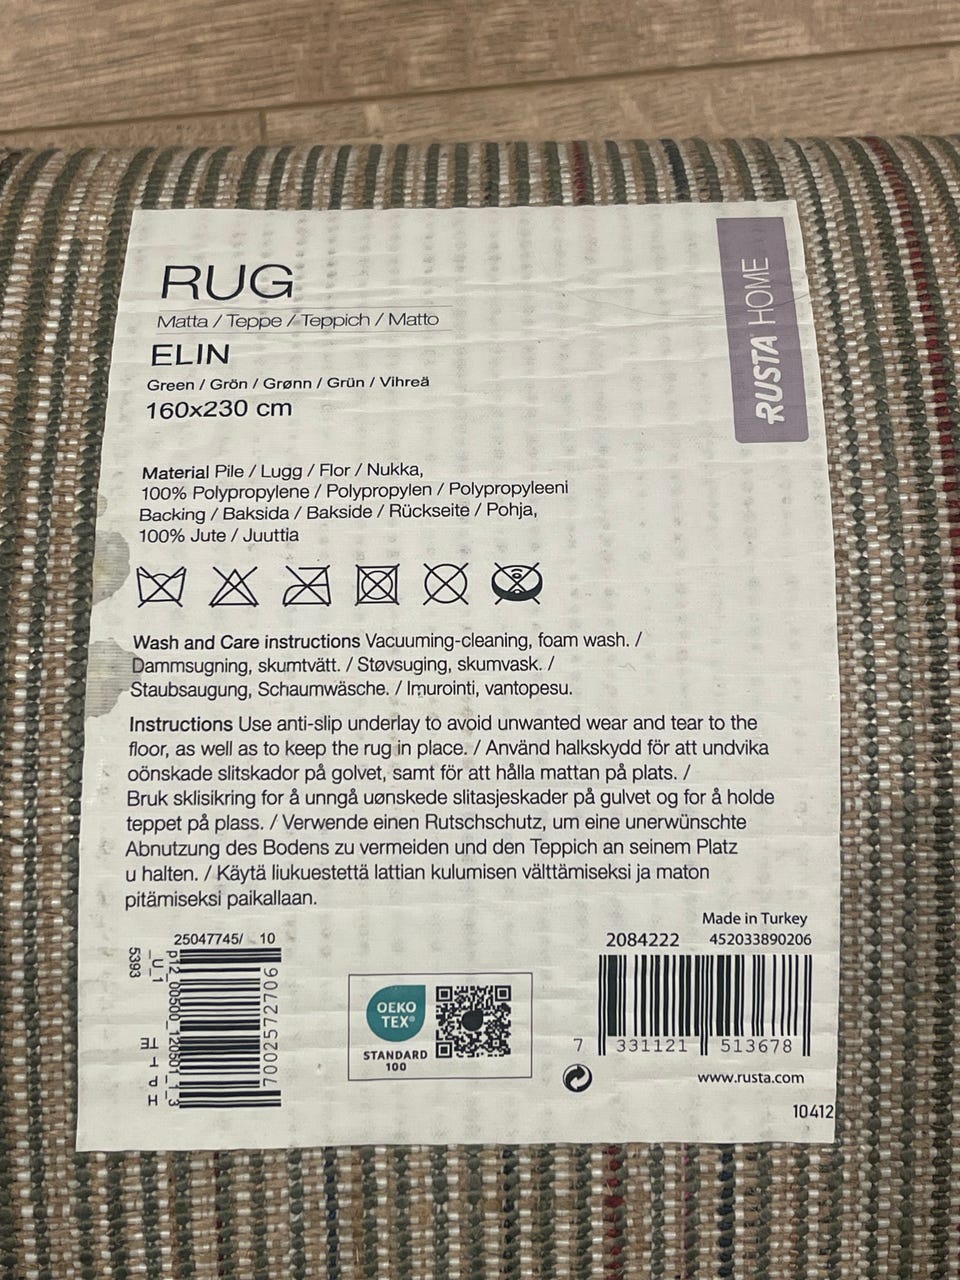 RUG
Matta / Teppe / Teppich / Matto
ELIN
Green / Grön / Grønn / Grün / Vihreä
160x230 cm
RUSTA HOME
Material Pile / Lugg / Flor / Nukka,
100% Polypropylene / Polypropylen / Polypropyleeni
Backing / Baksida / Bakside / Rückseite / Pohja,
100% Jute / Juuttia
Wash and Care instructions Vacuuming-cleaning, foam wash. /
Dammsugning, skumtvätt. / Støvsuging, skumvask. /
Staubsaugung, Schaumwäsche. / Imurointi, vantopesu.
Instructions Use anti-slip underlay to avoid unwanted wear and tear to the
floor, as well as to keep the rug in place. / Använd halkskydd för att undvika
oönskade slitskador på golvet, samt för att hålla mattan på plats. /
Bruk sklisikring for å unngå uønskede slitasjeskader på gulvet og for å holde
teppet på plass. / Verwende einen Rutschschutz, um eine unerwünschte
Abnutzung des Bodens zu vermeiden und den Teppich an seinem Platz
u halten. / Käytä liukuestettä lattian kulumisen välttämiseksi ja maton
pitämiseksi paikallaan.
25047745/ 10
p12_00500_120501_1_3
_U_1
5393
H P T TE
7002572706
OEKO
TEX®
STANDARD
100
Made in Turkey
2084222 452033890206
7 331121 513678
www.rusta.com
10412